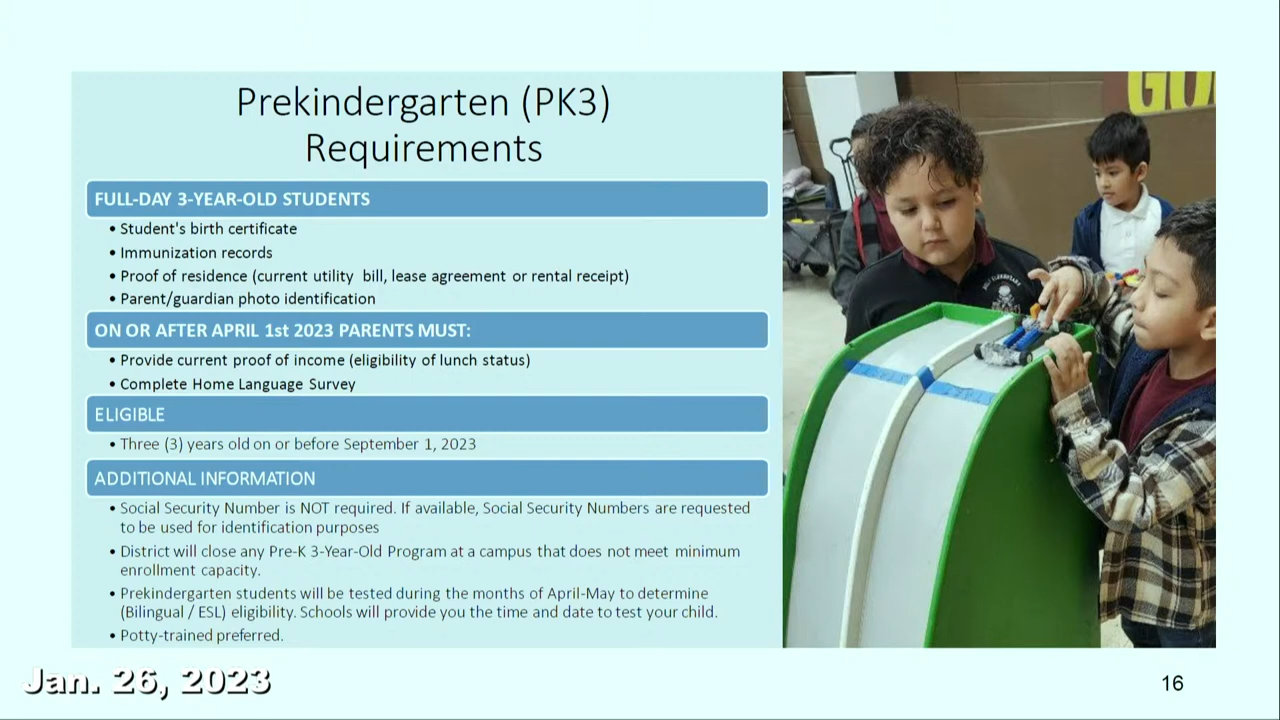 Prekindergarten (PK3)
Requirements
FULL-DAY 3-YEAR-OLD STUDENTS
• Student's birth certificate
• Immunization records
• Proof of residence (current utility bill, lease agreement or rental receipt)
• Parent/guardian photo identification
ON OR AFTER APRIL 1st 2023 PARENTS MUST:
• Provide current proof of income (eligibility of lunch status)
• Complete Home Language Survey
ELIGIBLE
• Three (3) years old on or before September 1, 2023
ADDITIONAL INFORMATION
• Social Security Number is NOT required. If available, Social Security Numbers are requested
to be used for identification purposes
• District will close any Pre-K 3-Year-Old Program at a campus that does not meet minimum
enrollment capacity.
• Prekindergarten students will be tested during the months of April-May to determine
(Bilingual / ESL) eligibility. Schools will provide you the time and date to test your child.
• Potty-trained preferred.
Jan. 26, 2023
16